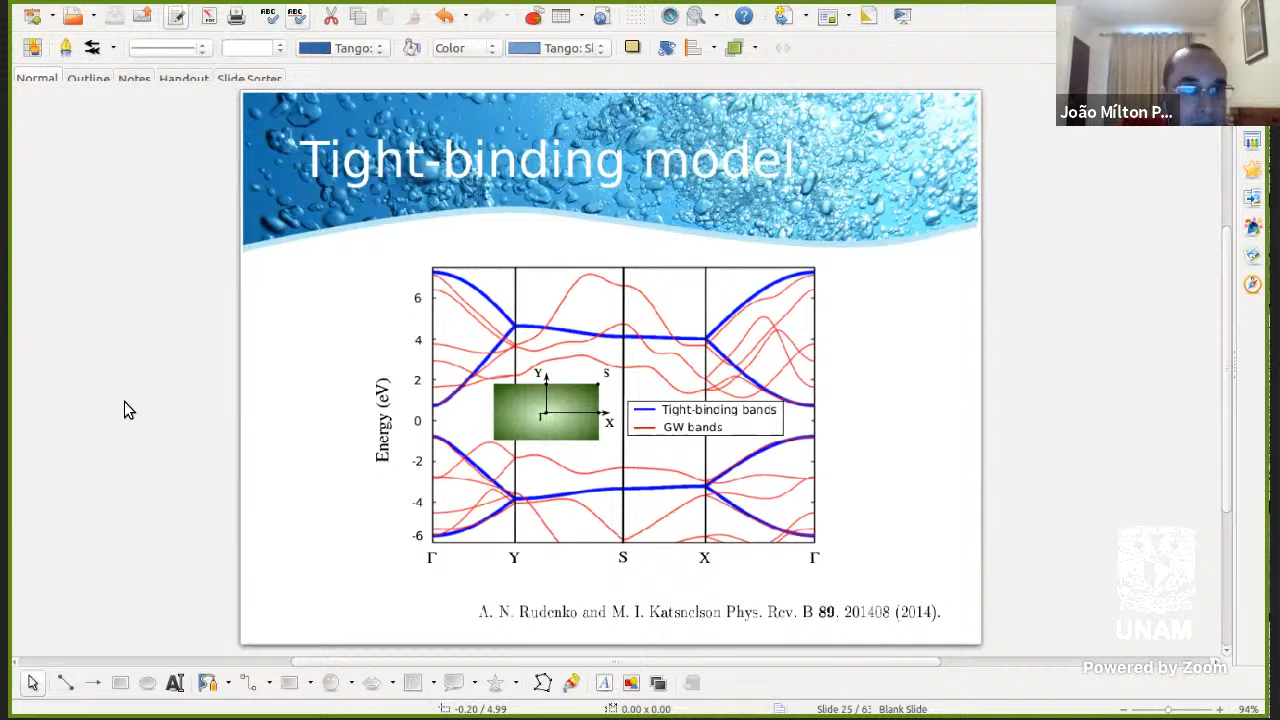 Tango:
Color
Tango: Sl
Normal Outline Notes Handout Slide Sorter
João Mílton P...
Tight-binding model
6
4
2
0
-2
-4
-6
Energy (eV)
Y
S
Γ
X
Tight-binding bands
GW bands
Γ Y S X Γ
A. N. Rudenko and M. I. Katsnelson Phys. Rev. B 89, 201408 (2014).
UNAM
Powered by Zoom
-0.20 / 4.99
0.00 x 0.00
Slide 25 / 63
Blank Slide
94%